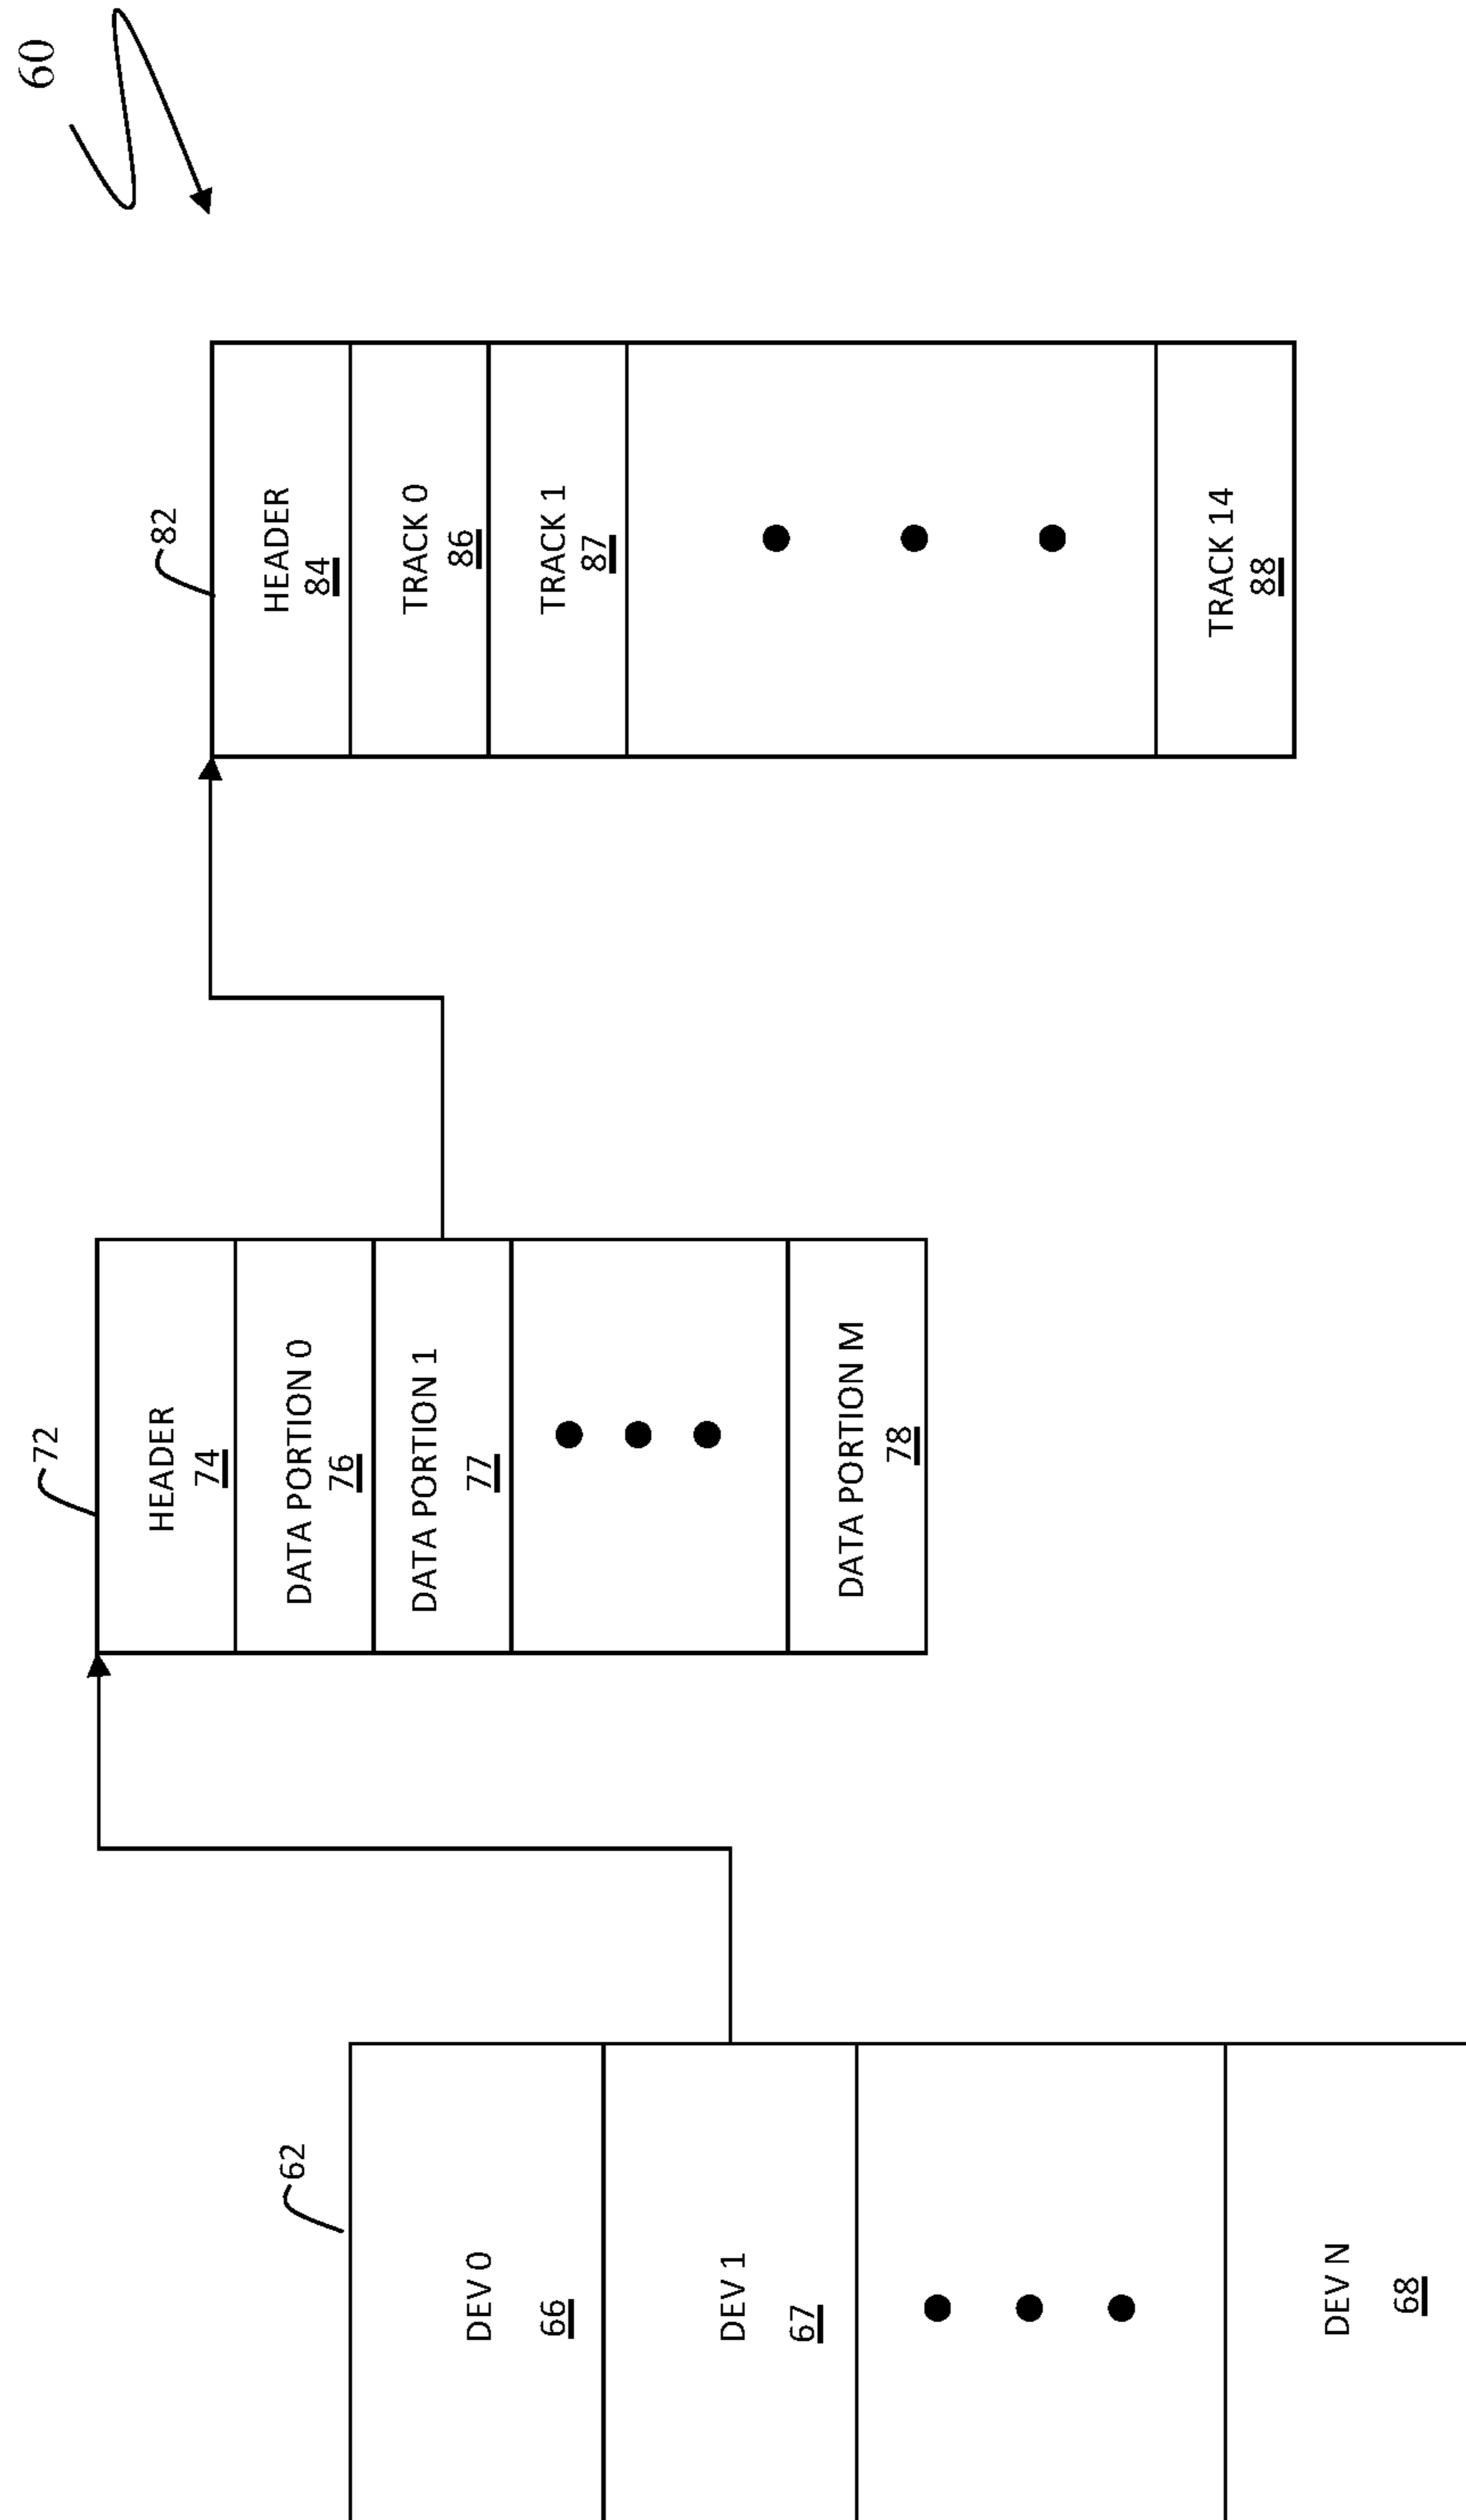 60
62
DEV 0
66
DEV 1
67
DEV N
68
72
HEADER
74
DATA PORTION 0
76
DATA PORTION 1
77
DATA PORTION M
78
82
HEADER
84
TRACK 0
86
TRACK 1
87
TRACK 14
88